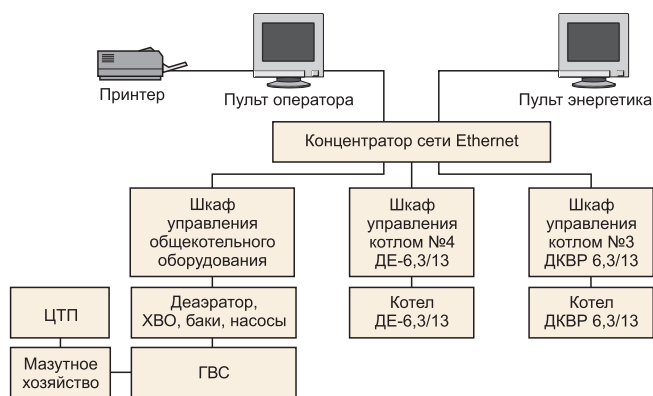 Принтер
Пульт оператора
Пульт энергетика
Концентратор сети Ethernet
Шкаф
управления
общекотельного
оборудования
Шкаф
управления
котлом №4
ДЕ-6,3/13
Шкаф
управления
котлом №3
ДКВР 6,3/13
ЦТП
Деаэратор,
ХВО, баки, насосы
Котел
ДЕ-6,3/13
Котел
ДКВР 6,3/13
Мазутное
хозяйство
ГВС